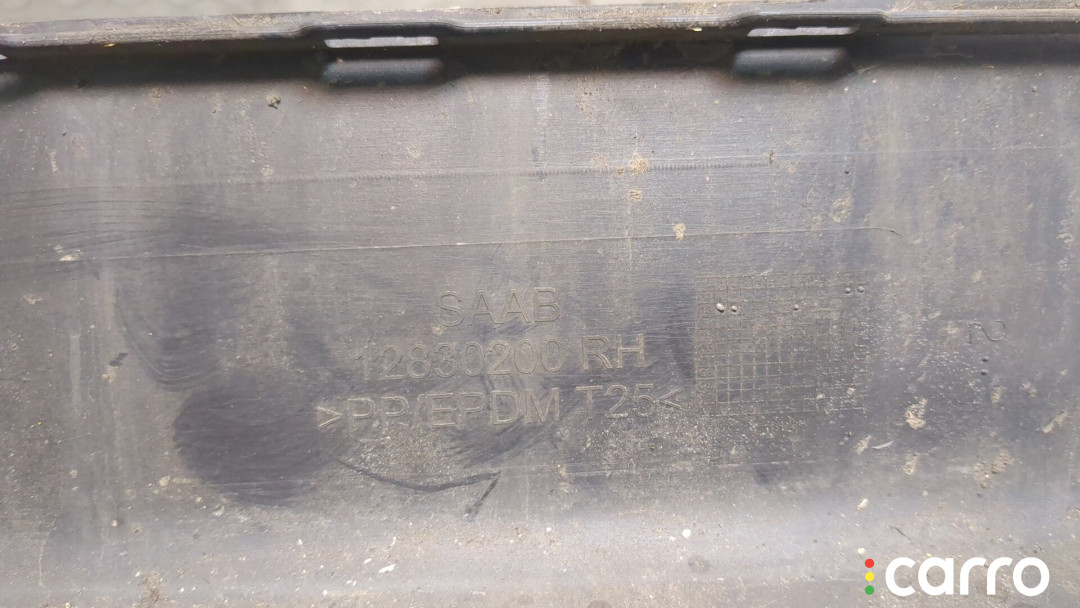 SAAB
12830200 RH
>PP/EPDM T25<
carro